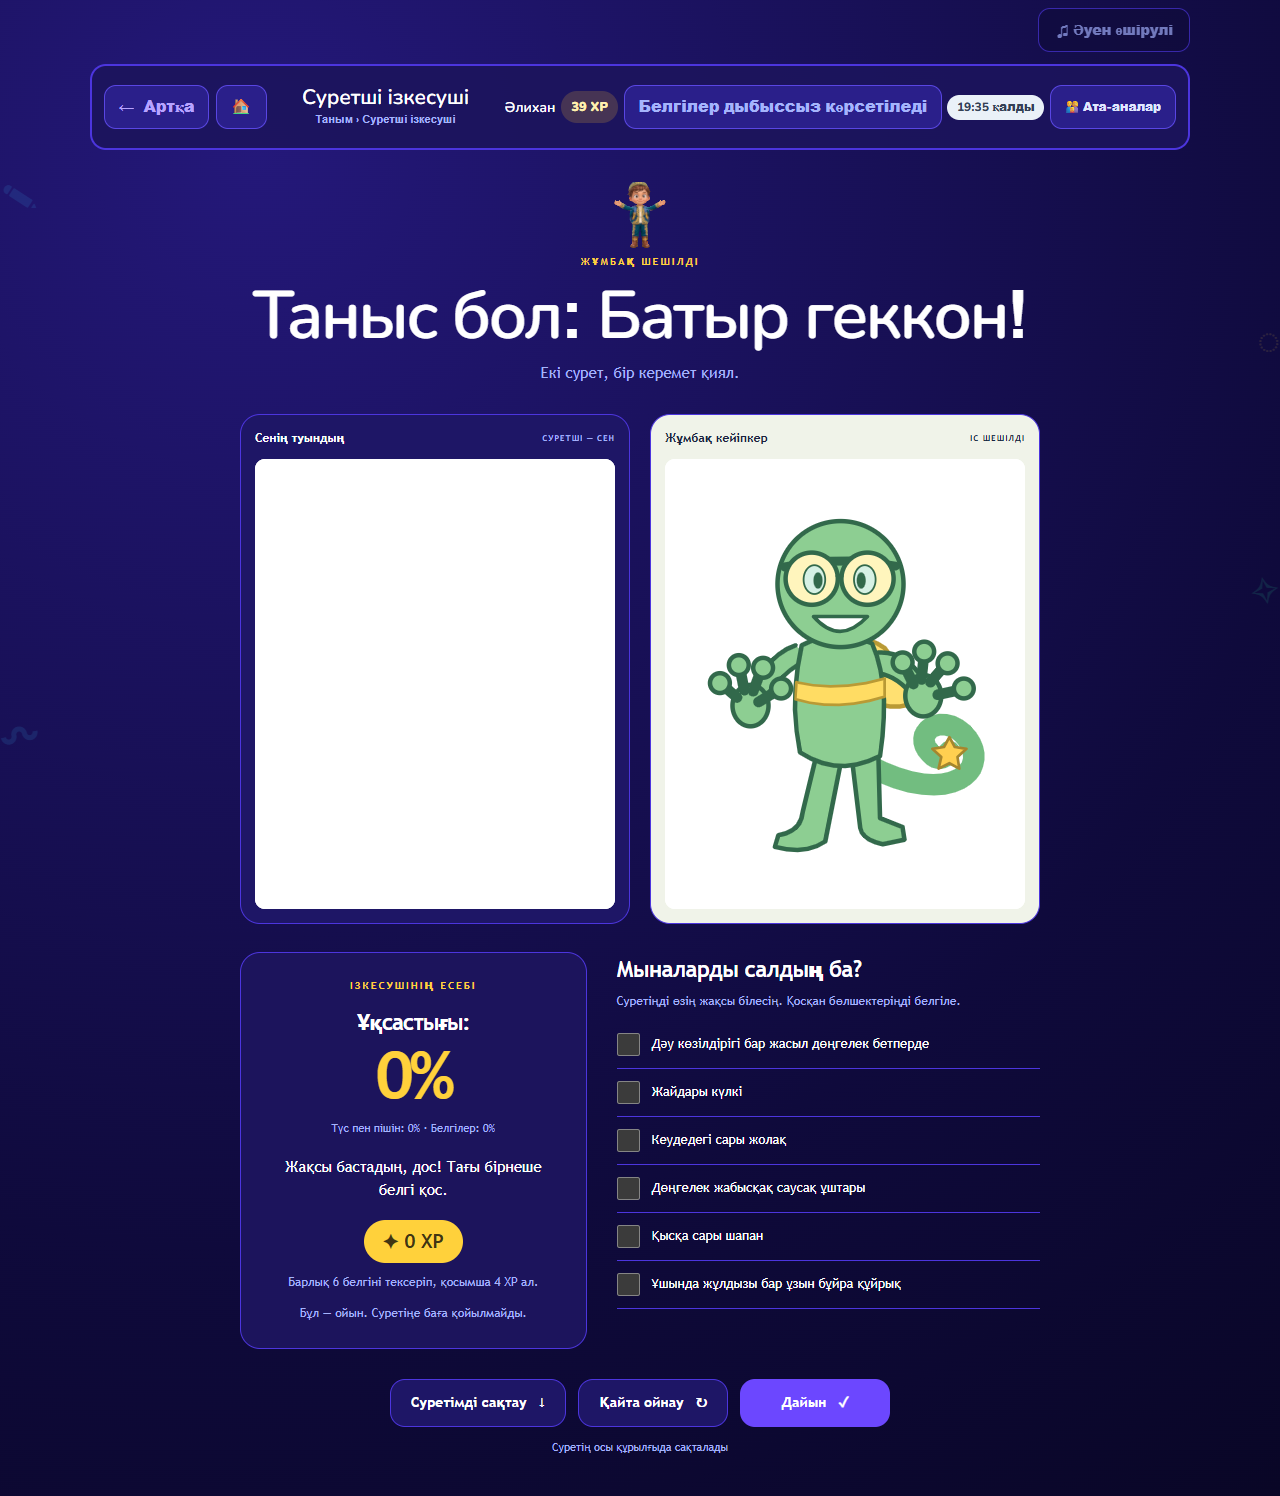 ♫ Әуен өшірулі
← Артқа
Суретші ізкесуші
Таным › Суретші ізкесуші
Әлихан
39 XP
Белгілер дыбыссыз көрсетіледі
19:35 қалды
Ата-аналар
ЖҰМБАҚ ШЕШІЛДІ
Таныс бол: Батыр геккон!
Екі сурет, бір керемет қиял.
Сенің туындың
СУРЕТШІ — СЕН
Жұмбақ кейіпкер
ІС ШЕШІЛДІ
ІЗКЕСУШІНІҢ ЕСЕБІ
Ұқсастығы:
0%
Түс пен пішін: 0% · Белгілер: 0%
Жақсы бастадың, дос! Тағы бірнеше
белгі қос.
✦ 0 XP
Барлық 6 белгіні тексеріп, қосымша 4 XP ал.
Бұл — ойын. Суретіңе баға қойылмайды.
Мыналарды салдың ба?
Суретіңді өзің жақсы білесің. Қосқан бөлшектеріңді белгіле.
Дәу көзілдірігі бар жасыл дөңгелек бетперде
Жайдары күлкі
Кеудедегі сары жолақ
Дөңгелек жабысқақ саусақ ұштары
Қысқа сары шапан
Ұшында жұлдызы бар ұзын бұйра құйрық
Суретімді сақтау ↓
Қайта ойнау ↻
Дайын ✓
Суретің осы құрылғыда сақталады